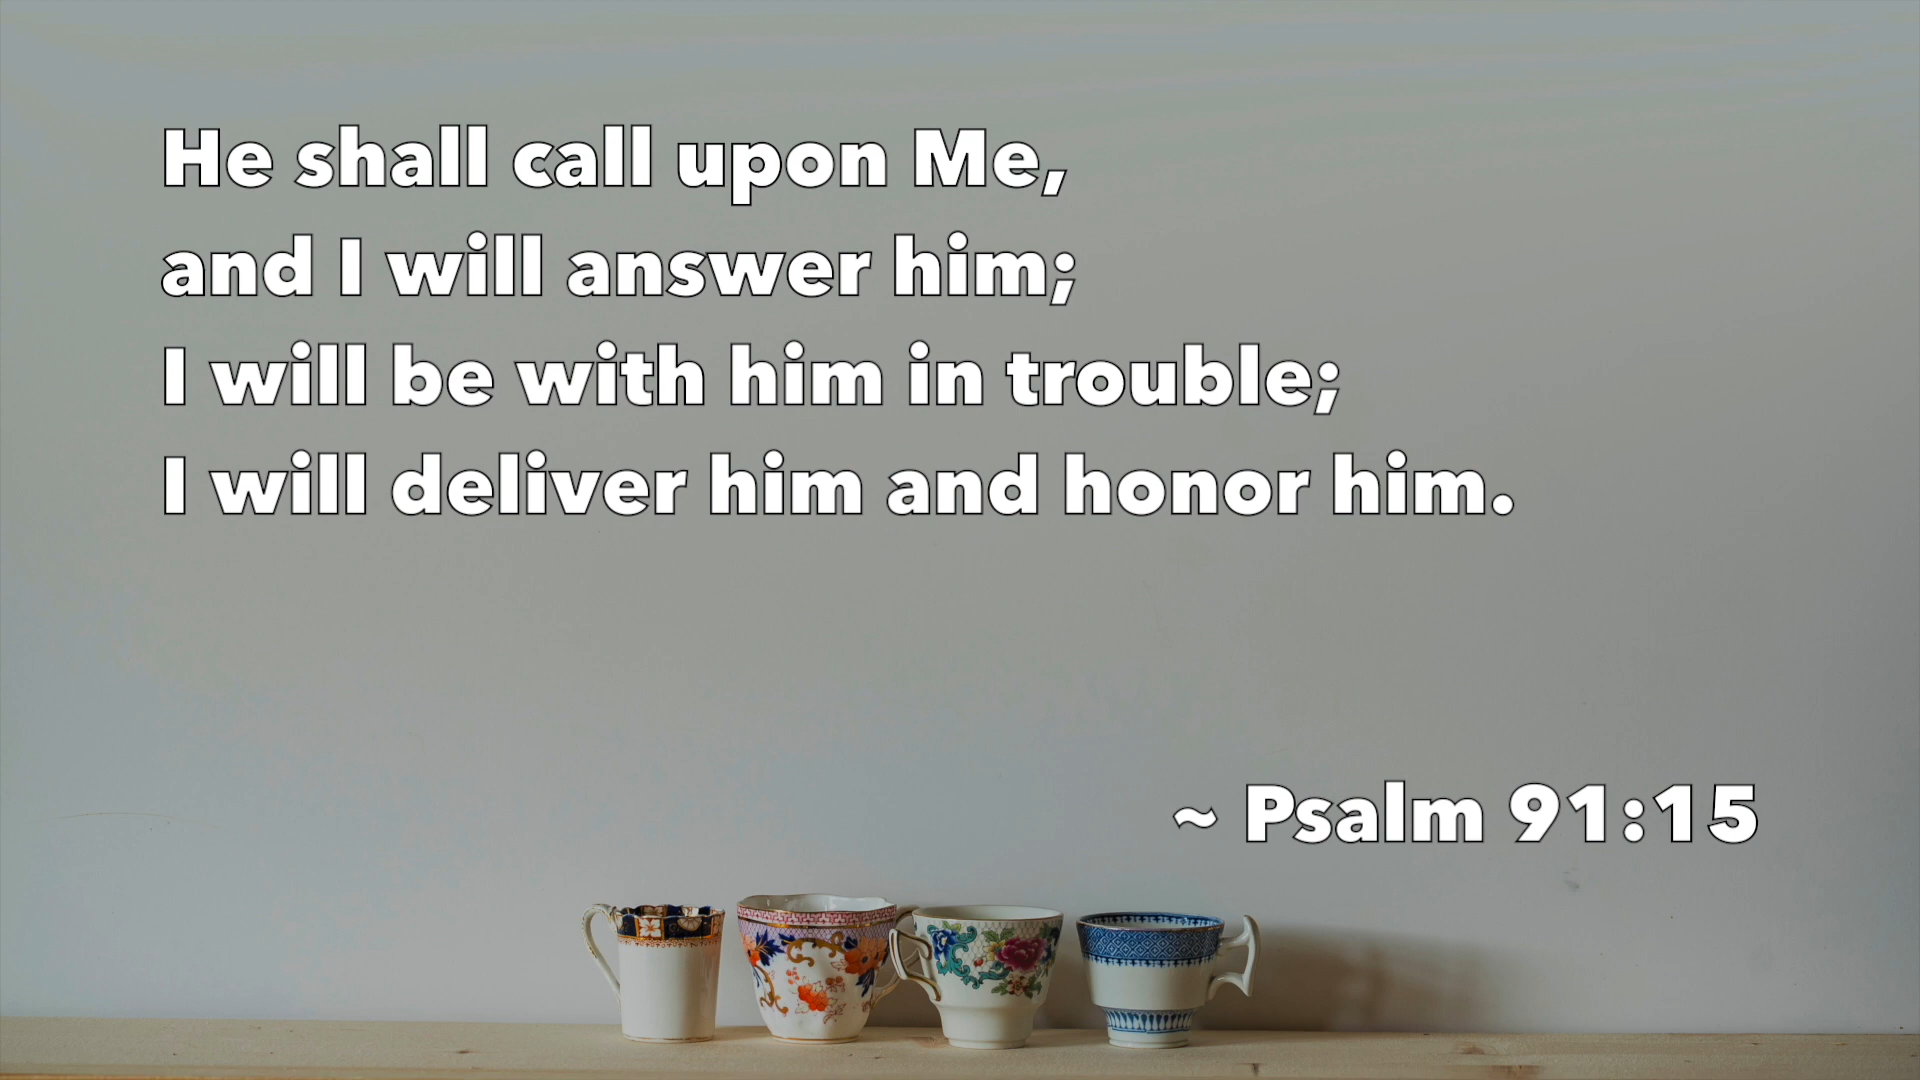 He shall call upon Me,
and I will answer him;
I will be with him in trouble;
I will deliver him and honor him.
~ Psalm 91:15